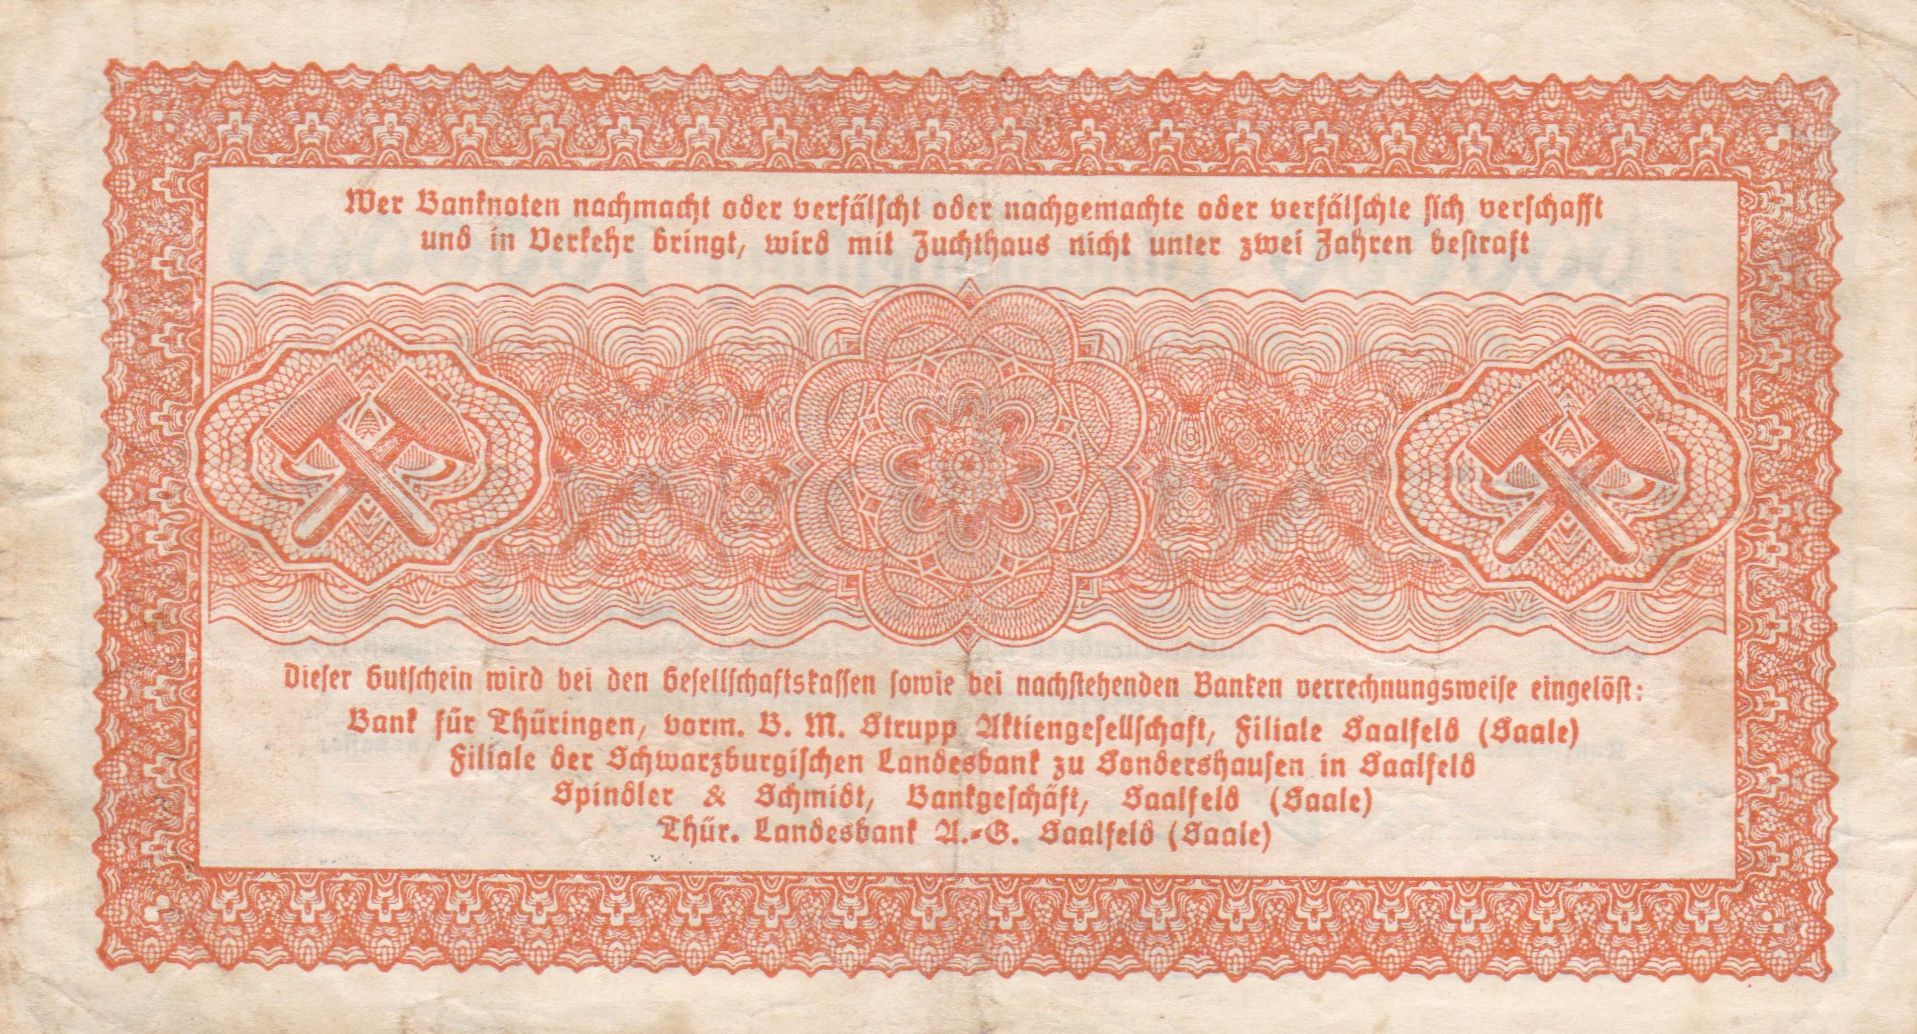 Wer Banknoten nachmacht oder verfälscht oder nachgemachte oder verfälschte sich verschafft
und in Verkehr bringt, wird mit Zuchthaus nicht unter zwei Jahren bestraft
Dieser Gutschein wird bei den Gesellschaftskassen sowie bei nachstehenden Banken verrechnungsweise eingelöst:
Bank für Thüringen, vorm. B. M. Strupp Aktiengesellschaft, Filiale Saalfeld (Saale)
Filiale der Schwarzburgischen Landesbank zu Sondershausen in Saalfeld
Spindler & Schmidt, Bankgeschäft, Saalfeld (Saale)
Thür. Landesbank A.-G. Saalfeld (Saale)